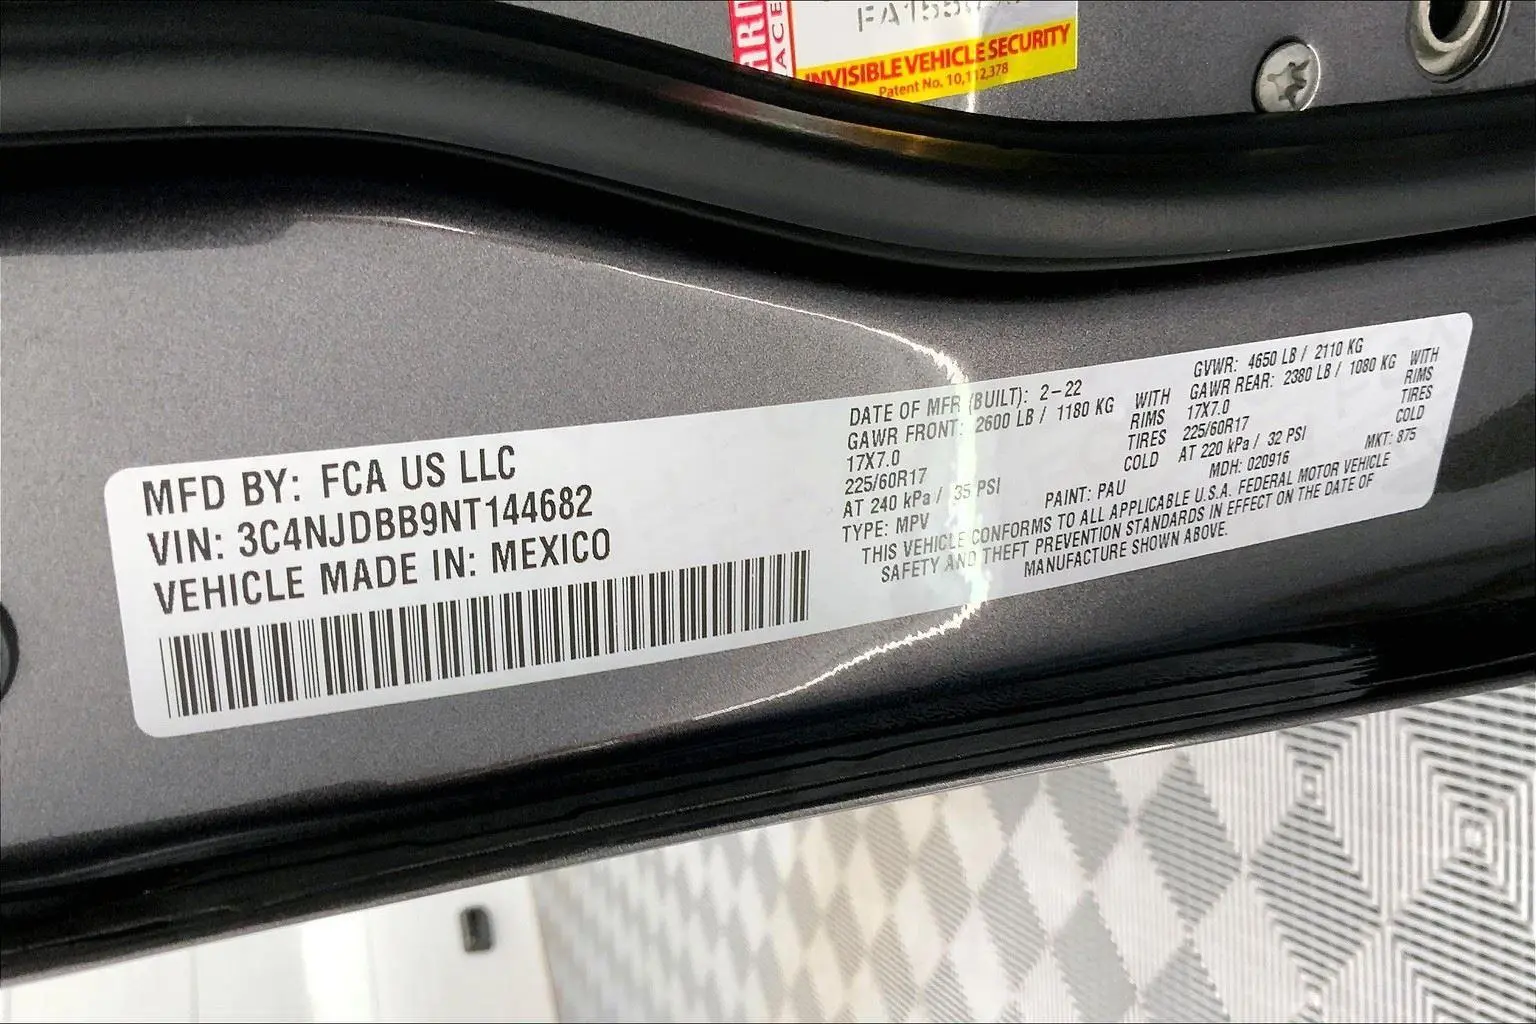 INVISIBLE VEHICLE SECURITY
Patent No. 10,112,378
MFD BY: FCA US LLC
VIN: 3C4NJDBB9NT144682
VEHICLE MADE IN: MEXICO
DATE OF MFR (BUILT): 2-22
GAWR FRONT: 2600 LB / 1180 KG WITH
17X7.0 RIMS
225/60R17 TIRES
AT 240 kPa / 35 PSI COLD
TYPE: MPV PAINT: PAU
GVWR: 4650 LB / 2110 KG
GAWR REAR: 2380 LB / 1080 KG WITH
17X7.0 RIMS
225/60R17 TIRES
AT 220 kPa / 32 PSI COLD
MDH: 020916 MKT: 875
THIS VEHICLE CONFORMS TO ALL APPLICABLE U.S.A. FEDERAL MOTOR VEHICLE
SAFETY AND THEFT PREVENTION STANDARDS IN EFFECT ON THE DATE OF
MANUFACTURE SHOWN ABOVE.